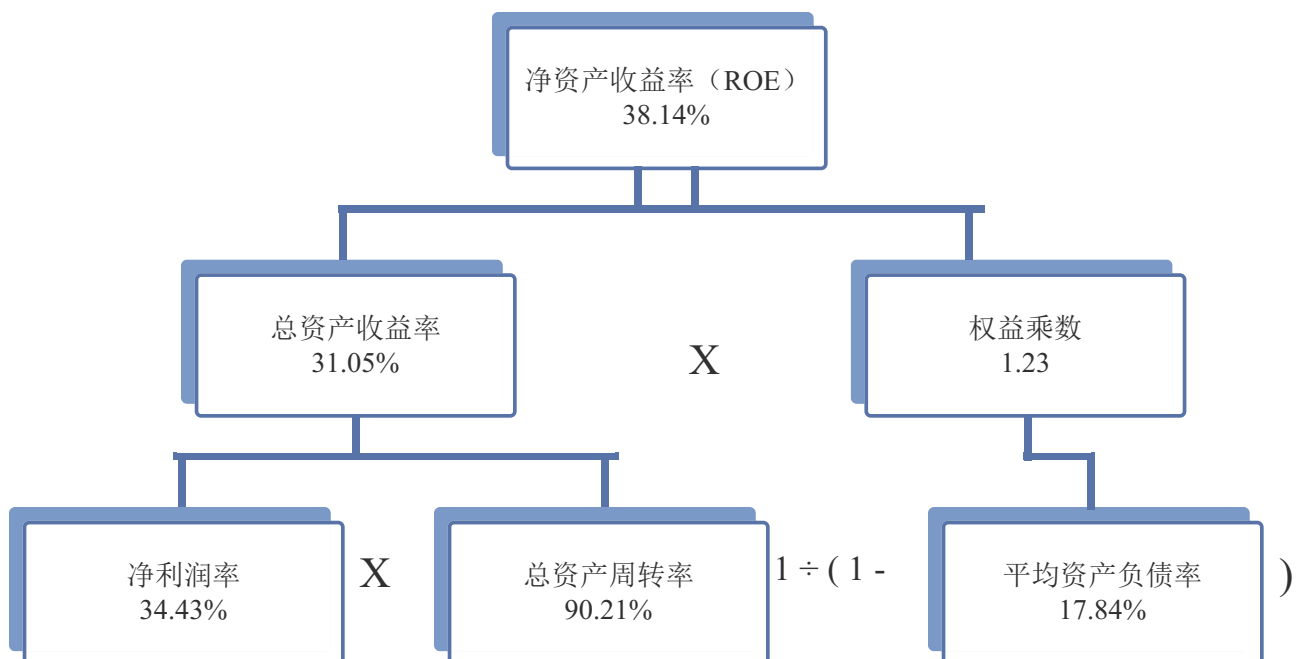 净资产收益率（ROE）
38.14%
总资产收益率
31.05%
X
权益乘数
1.23
净利润率
34.43%
X
总资产周转率
90.21%
1 ÷ ( 1 -
平均资产负债率
17.84%
)